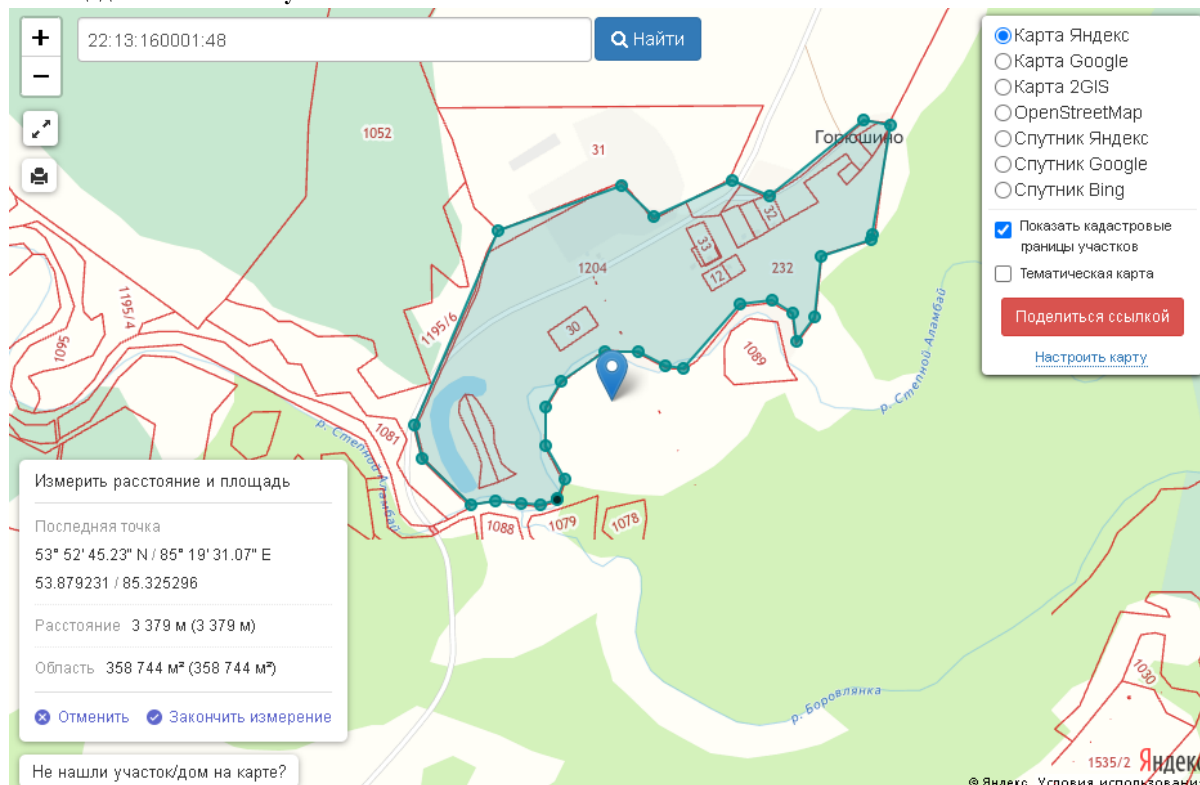 +
22:13:160001:48
Найти
−
Карта Яндекс
Карта Google
Карта 2GIS
OpenStreetMap
Спутник Яндекс
Спутник Google
Спутник Bing
Показать кадастровые
границы участков
Тематическая карта
Поделиться ссылкой
Настроить карту
1052
31
Горюшино
32
33
12
232
1204
30
1195/4
1195/6
1095
1089
1081
р. Степной Аламбай
р. Степной Аламбай
1088
1079
1078
Измерить расстояние и площадь
Последняя точка
53° 52' 45.23" N / 85° 19' 31.07" E
53.879231 / 85.325296
Расстояние 3 379 м (3 379 м)
Область 358 744 м² (358 744 м²)
Отменить Закончить измерение
р. Боровлянка
1030
1535/2
Яндекс
Не нашли участок/дом на карте?
© Яндекс Условия использования